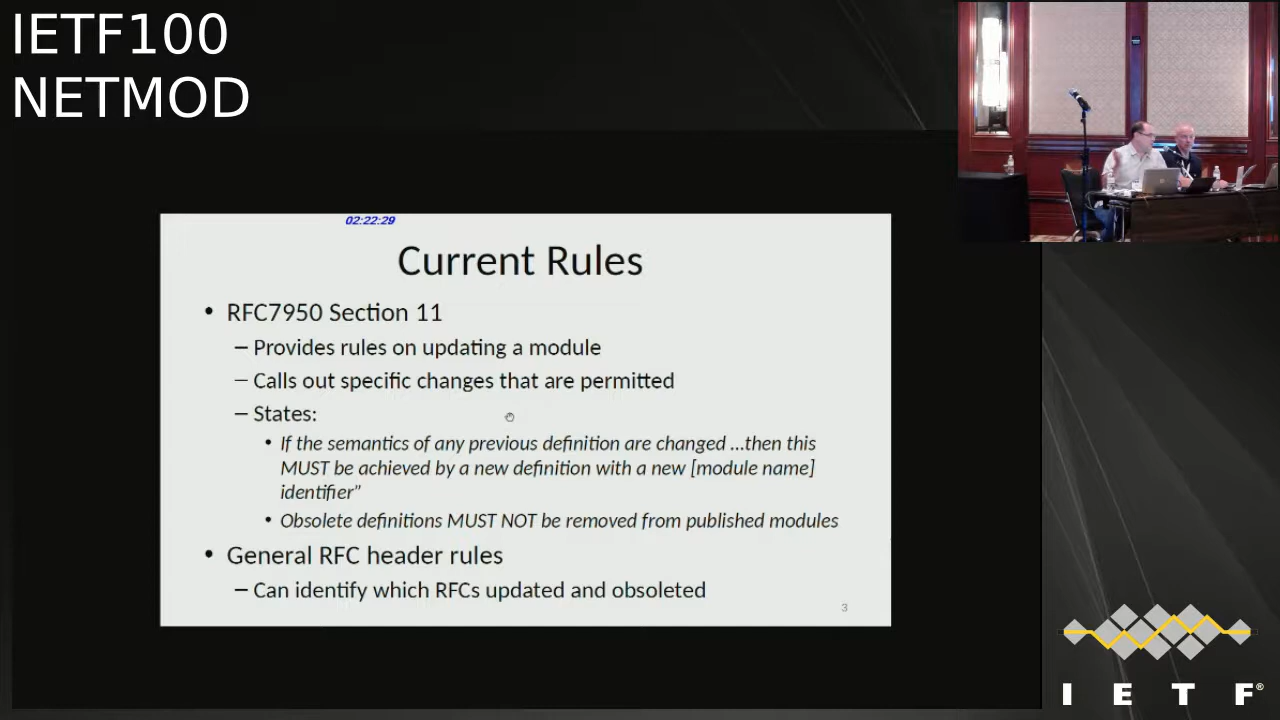 IETF100
NETMOD
02:22:29
Current Rules
• RFC7950 Section 11
– Provides rules on updating a module
– Calls out specific changes that are permitted
– States:
• If the semantics of any previous definition are changed ...then this
MUST be achieved by a new definition with a new [module name]
identifier”
• Obsolete definitions MUST NOT be removed from published modules
• General RFC header rules
– Can identify which RFCs updated and obsoleted
3
I E T F®